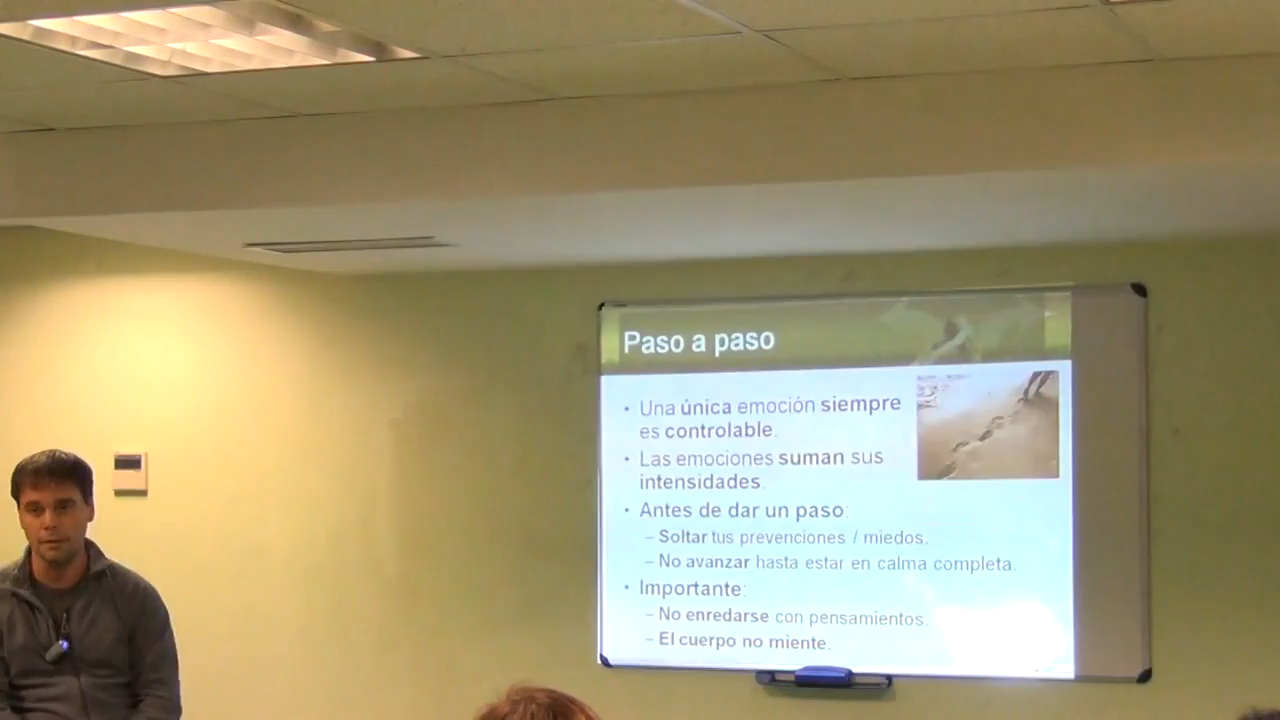 Paso a paso
• Una única emoción siempre
es controlable.
• Las emociones suman sus
intensidades.
• Antes de dar un paso:
– Soltar tus prevenciones / miedos.
– No avanzar hasta estar en calma completa.
• Importante:
– No enredarse con pensamientos.
– El cuerpo no miente.